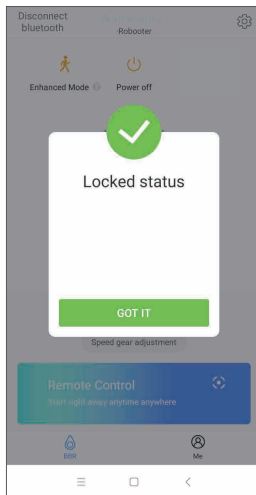 Disconnect
bluetooth
·Robooter
Enhanced Mode
Power off
Locked status
GOT IT
Speed gear adjustment
Remote Control
Start right away anytime anywhere
BBR
Me